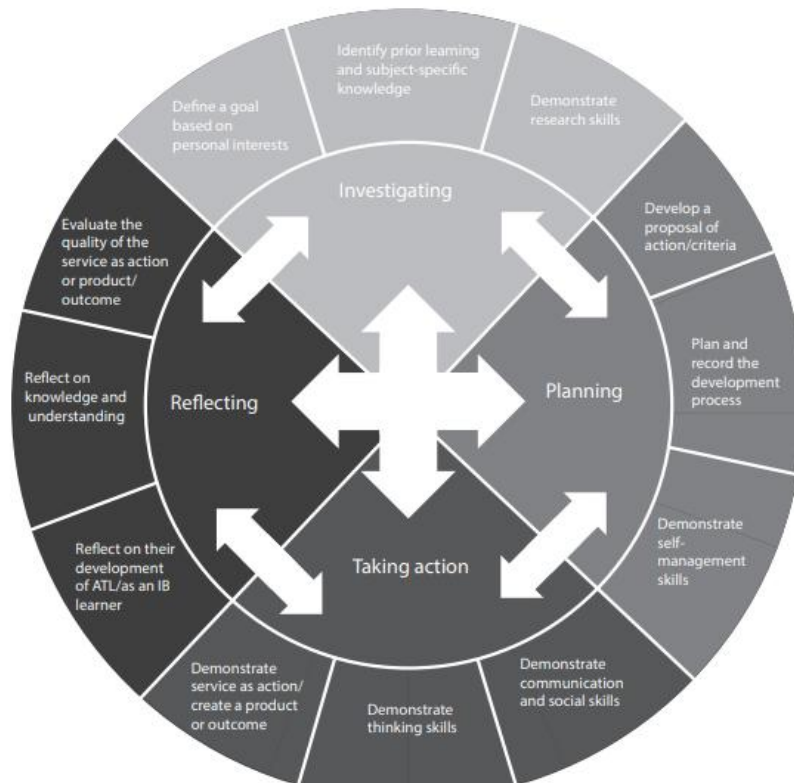 Define a goal
based on
personal interests
Identify prior learning
and subject-specific
knowledge
Demonstrate
research skills
Investigating
Develop a
proposal of
action/criteria
Plan and
record the
development
process
Demonstrate
self-
management
skills
Planning
Demonstrate
communication
and social skills
Demonstrate
thinking skills
Demonstrate
service as action/
create a product
or outcome
Taking action
Reflect on their
development
of ATL/as an IB
learner
Reflect on
knowledge and
understanding
Evaluate the
quality of the
service as action
or product/
outcome
Reflecting